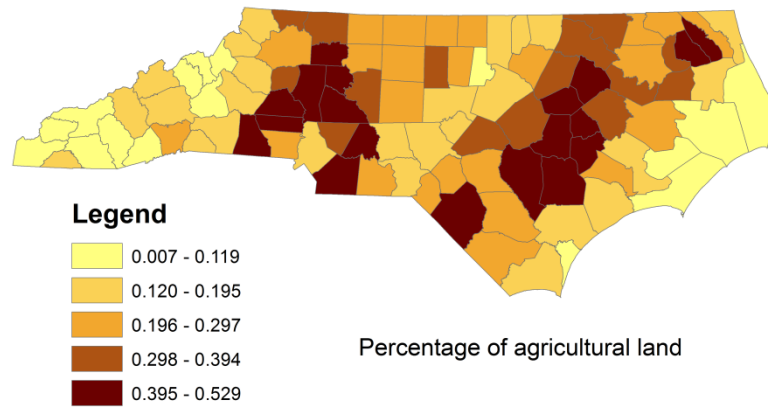 Legend
0.007 - 0.119
0.120 - 0.195
0.196 - 0.297
0.298 - 0.394
0.395 - 0.529
Percentage of agricultural land